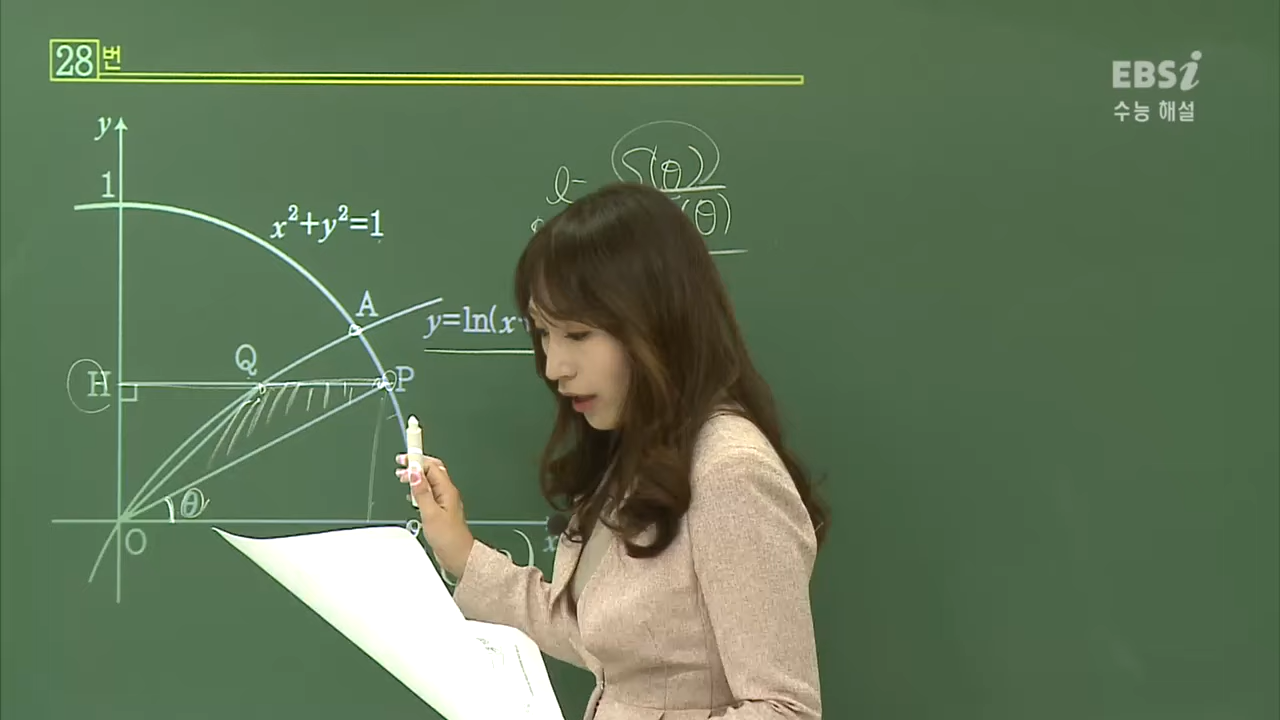 28번
EBSi
수능 해설
y
1
x²+y²=1
S(θ)
(θ)
A
y=ln(x
Q
H
P
θ
O
x